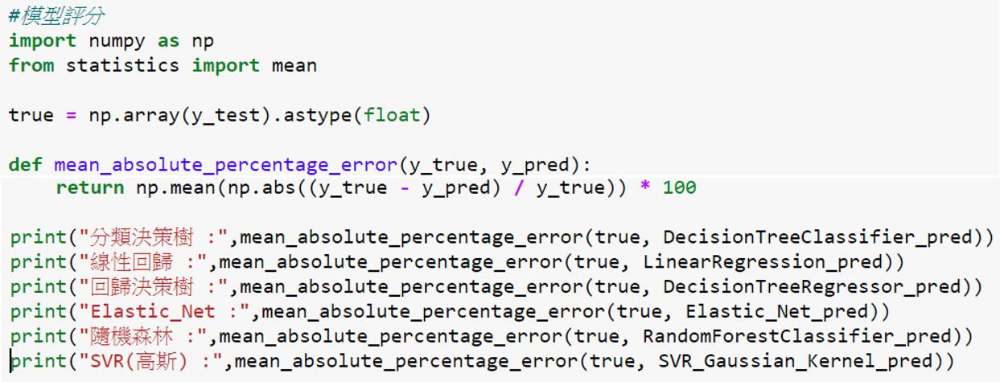 #模型評分
import numpy as np
from statistics import mean
true = np.array(y_test).astype(float)
def mean_absolute_percentage_error(y_true, y_pred):
    return np.mean(np.abs((y_true - y_pred) / y_true)) * 100
print("分類決策樹 :",mean_absolute_percentage_error(true, DecisionTreeClassifier_pred))
print("線性回歸 :",mean_absolute_percentage_error(true, LinearRegression_pred))
print("回歸決策樹 :",mean_absolute_percentage_error(true, DecisionTreeRegressor_pred))
print("Elastic_Net :",mean_absolute_percentage_error(true, Elastic_Net_pred))
print("隨機森林 :",mean_absolute_percentage_error(true, RandomForestClassifier_pred))
print("SVR(高斯) :",mean_absolute_percentage_error(true, SVR_Gaussian_Kernel_pred))